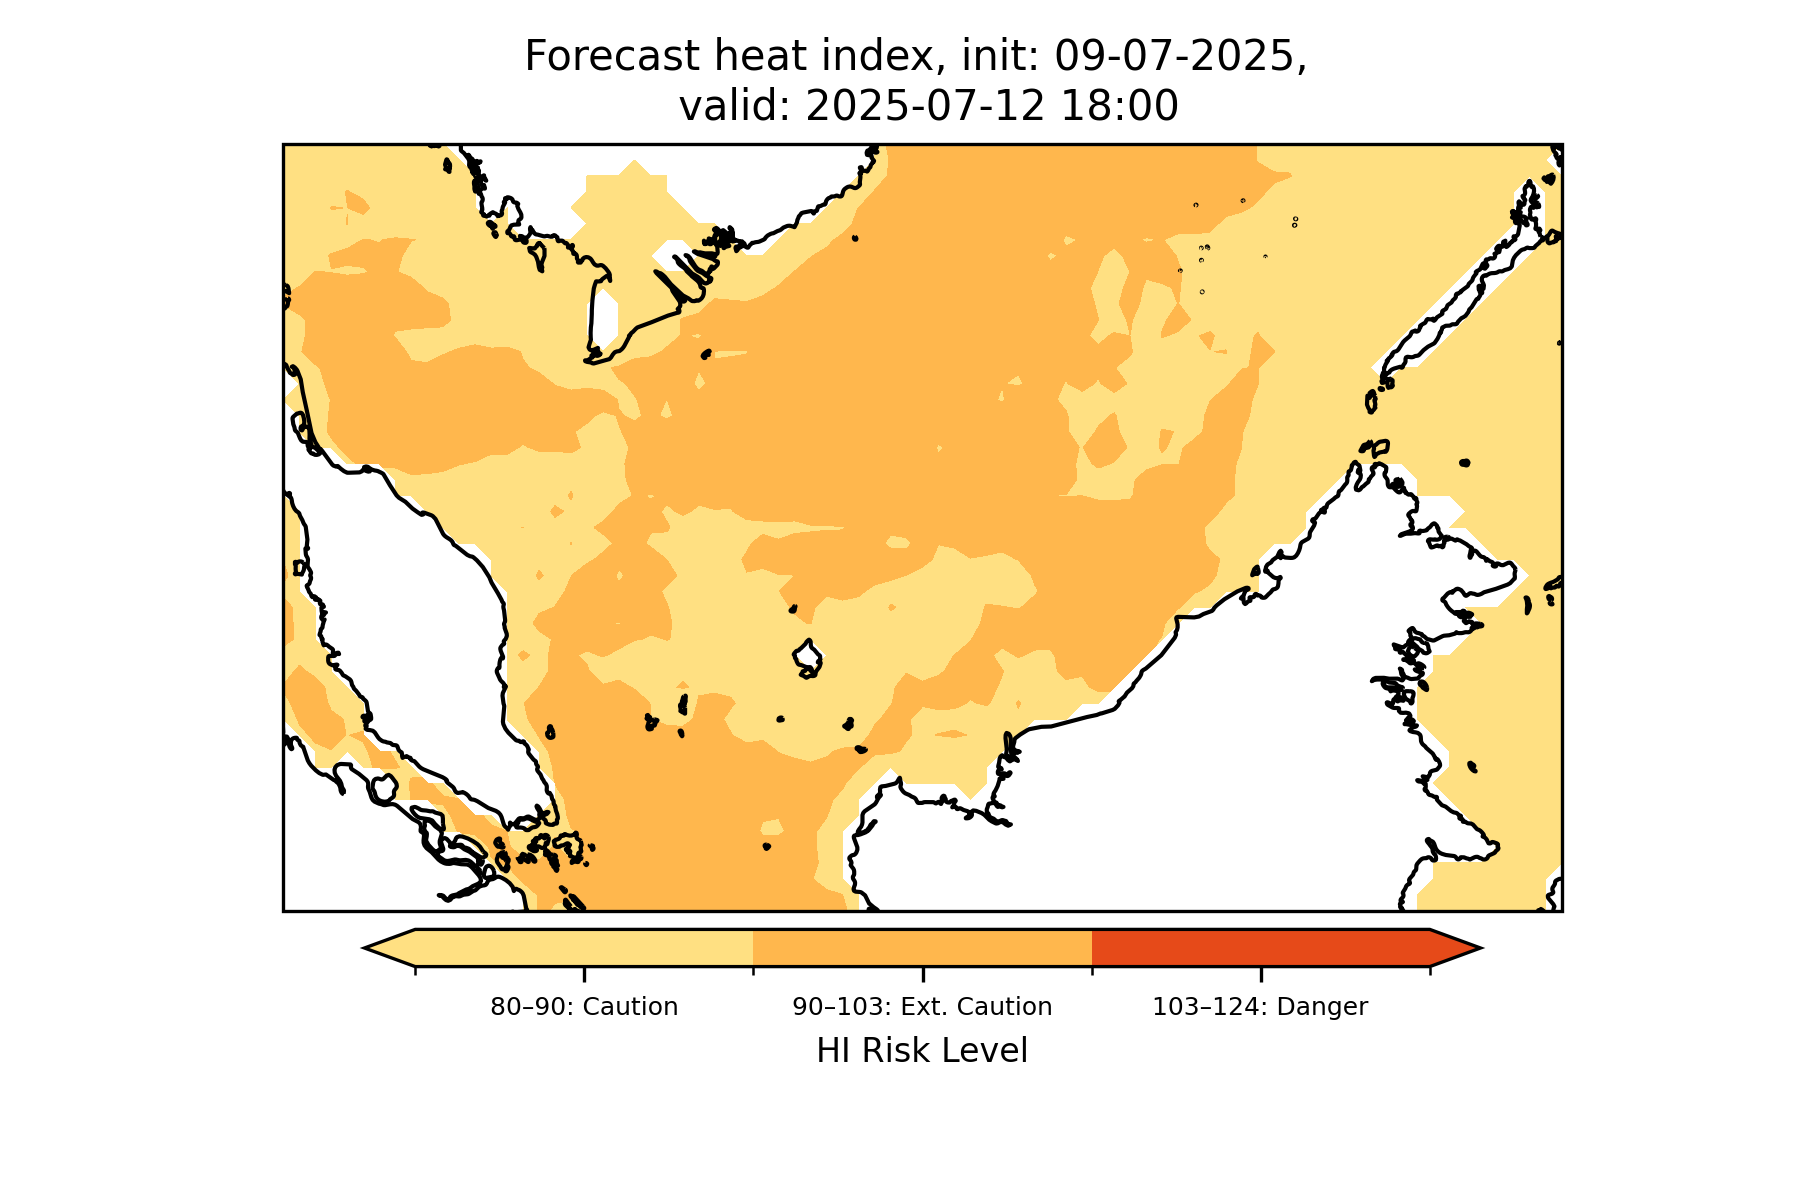 Forecast heat index, init: 09-07-2025,
valid: 2025-07-12 18:00
80–90: Caution
90–103: Ext. Caution
103–124: Danger
HI Risk Level